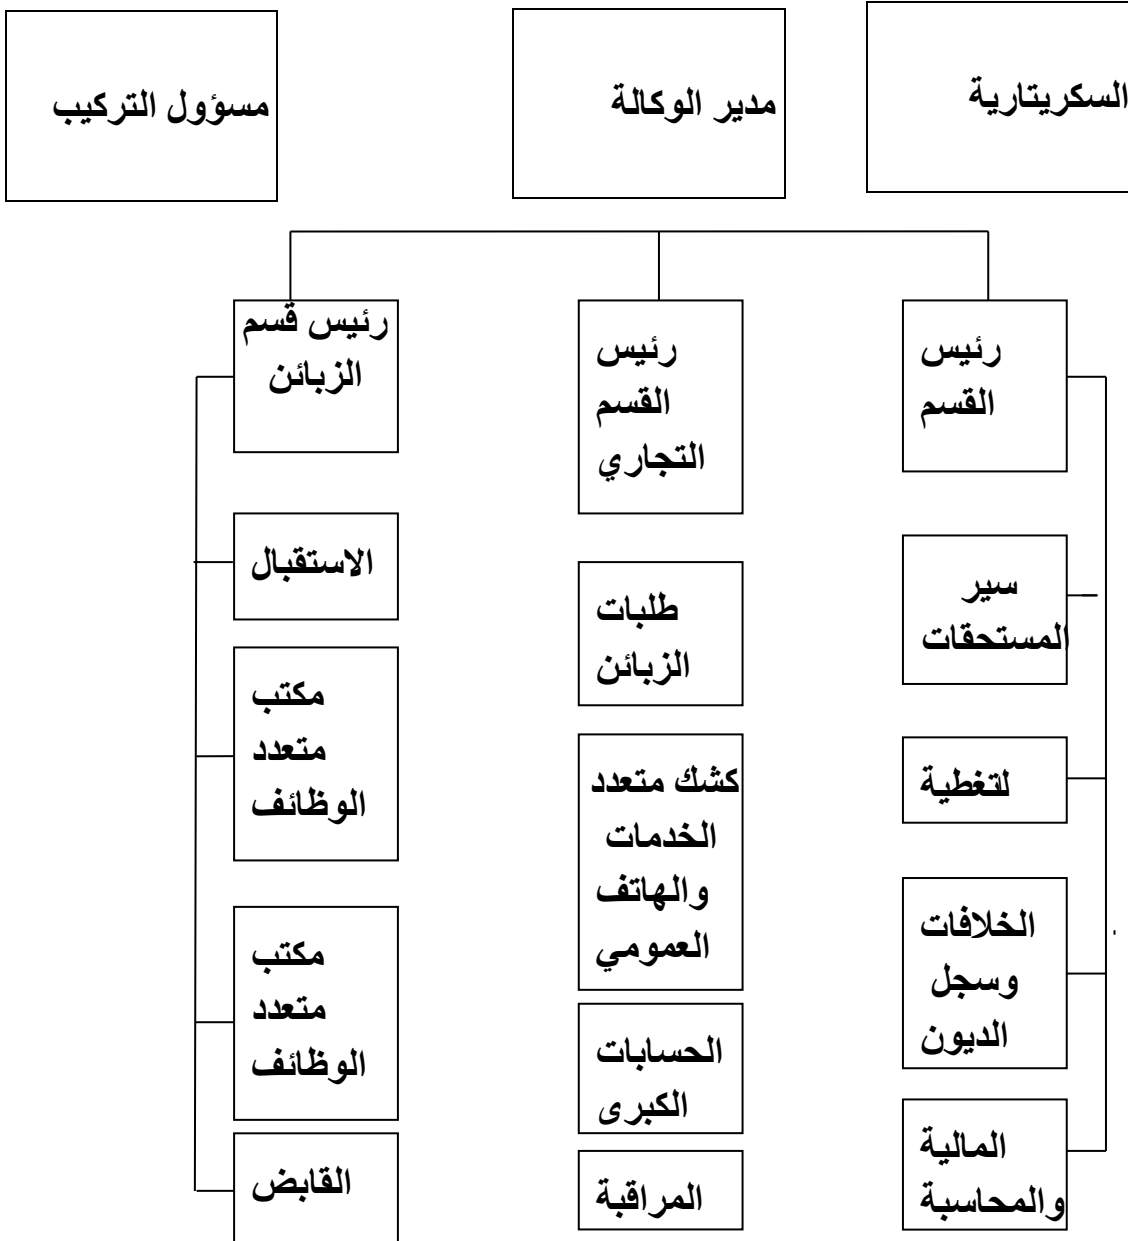 السكريتارية
مدير الوكالة
مسؤول التركيب
رئيس
القسم
سير
المستحقات
لتغطية
الخلافات
وسجل
الديون
المالية
والمحاسبة
رئيس
القسم
التجاري
طلبات
الزبائن
كشك متعدد
الخدمات
والهاتف
العمومي
الحسابات
الكبرى
المراقبة
رئيس قسم
الزبائن
الاستقبال
مكتب
متعدد
الوظائف
مكتب
متعدد
الوظائف
القابض